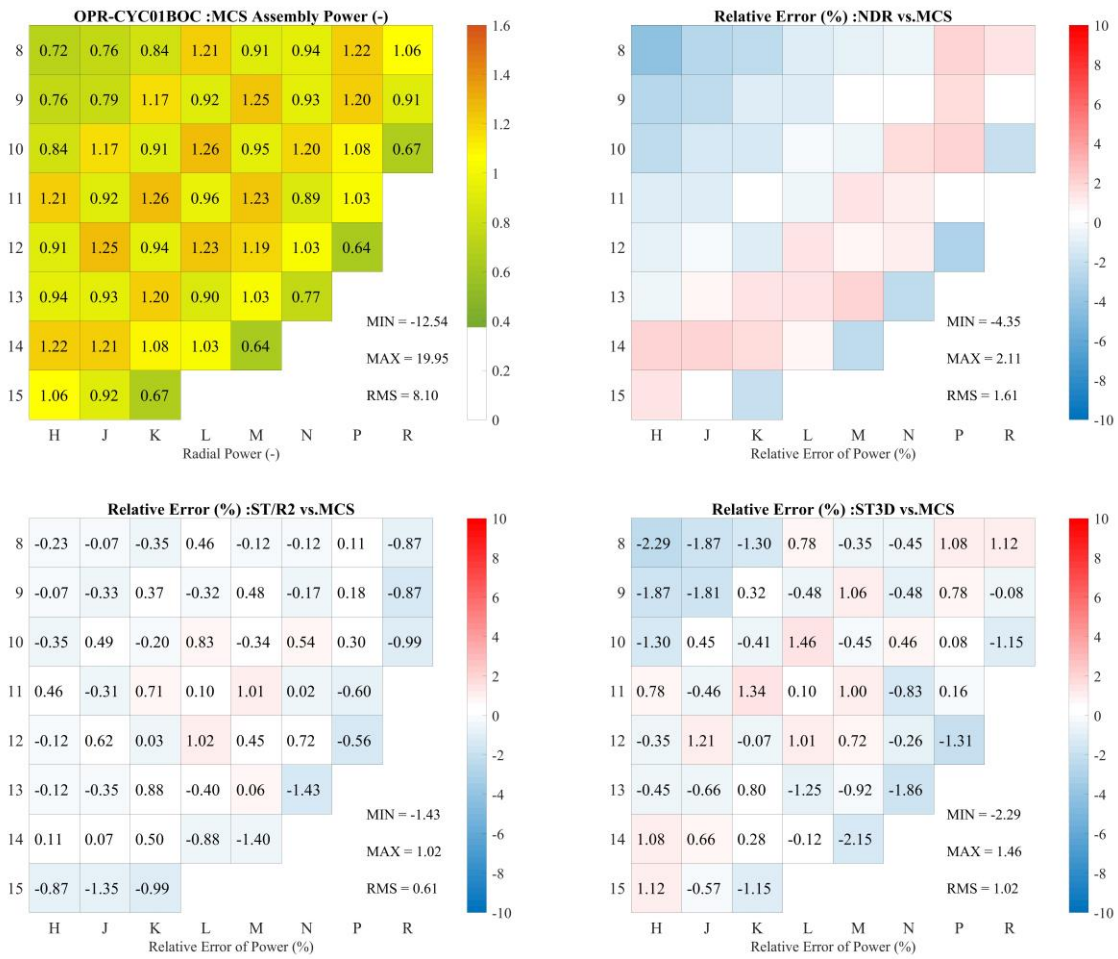 OPR-CYC01BOC :MCS Assembly Power (-)
8 0.72 0.76 0.84 1.21 0.91 0.94 1.22 1.06
9 0.76 0.79 1.17 0.92 1.25 0.93 1.20 0.91
10 0.84 1.17 0.91 1.26 0.95 1.20 1.08 0.67
11 1.21 0.92 1.26 0.96 1.23 0.89 1.03
12 0.91 1.25 0.94 1.23 1.19 1.03 0.64
13 0.94 0.93 1.20 0.90 1.03 0.77
14 1.22 1.21 1.08 1.03 0.64
15 1.06 0.92 0.67
MIN = -12.54
MAX = 19.95
RMS = 8.10
H J K L M N P R
Radial Power (-)
1.6
1.4
1.2
1
0.8
0.6
0.4
0.2
0
Relative Error (%) :NDR vs.MCS
8
9
10
11
12
13
14
15
MIN = -4.35
MAX = 2.11
RMS = 1.61
H J K L M N P R
Relative Error of Power (%)
10
8
6
4
2
0
-2
-4
-6
-8
-10
Relative Error (%) :ST/R2 vs.MCS
8 -0.23 -0.07 -0.35 0.46 -0.12 -0.12 0.11 -0.87
9 -0.07 -0.33 0.37 -0.32 0.48 -0.17 0.18 -0.87
10 -0.35 0.49 -0.20 0.83 -0.34 0.54 0.30 -0.99
11 0.46 -0.31 0.71 0.10 1.01 0.02 -0.60
12 -0.12 0.62 0.03 1.02 0.45 0.72 -0.56
13 -0.12 -0.35 0.88 -0.40 0.06 -1.43
14 0.11 0.07 0.50 -0.88 -1.40
15 -0.87 -1.35 -0.99
MIN = -1.43
MAX = 1.02
RMS = 0.61
H J K L M N P R
Relative Error of Power (%)
10
8
6
4
2
0
-2
-4
-6
-8
-10
Relative Error (%) :ST3D vs.MCS
8 -2.29 -1.87 -1.30 0.78 -0.35 -0.45 1.08 1.12
9 -1.87 -1.81 0.32 -0.48 1.06 -0.48 0.78 -0.08
10 -1.30 0.45 -0.41 1.46 -0.45 0.46 0.08 -1.15
11 0.78 -0.46 1.34 0.10 1.00 -0.83 0.16
12 -0.35 1.21 -0.07 1.01 0.72 -0.26 -1.31
13 -0.45 -0.66 0.80 -1.25 -0.92 -1.86
14 1.08 0.66 0.28 -0.12 -2.15
15 1.12 -0.57 -1.15
MIN = -2.29
MAX = 1.46
RMS = 1.02
H J K L M N P R
Relative Error of Power (%)
10
8
6
4
2
0
-2
-4
-6
-8
-10